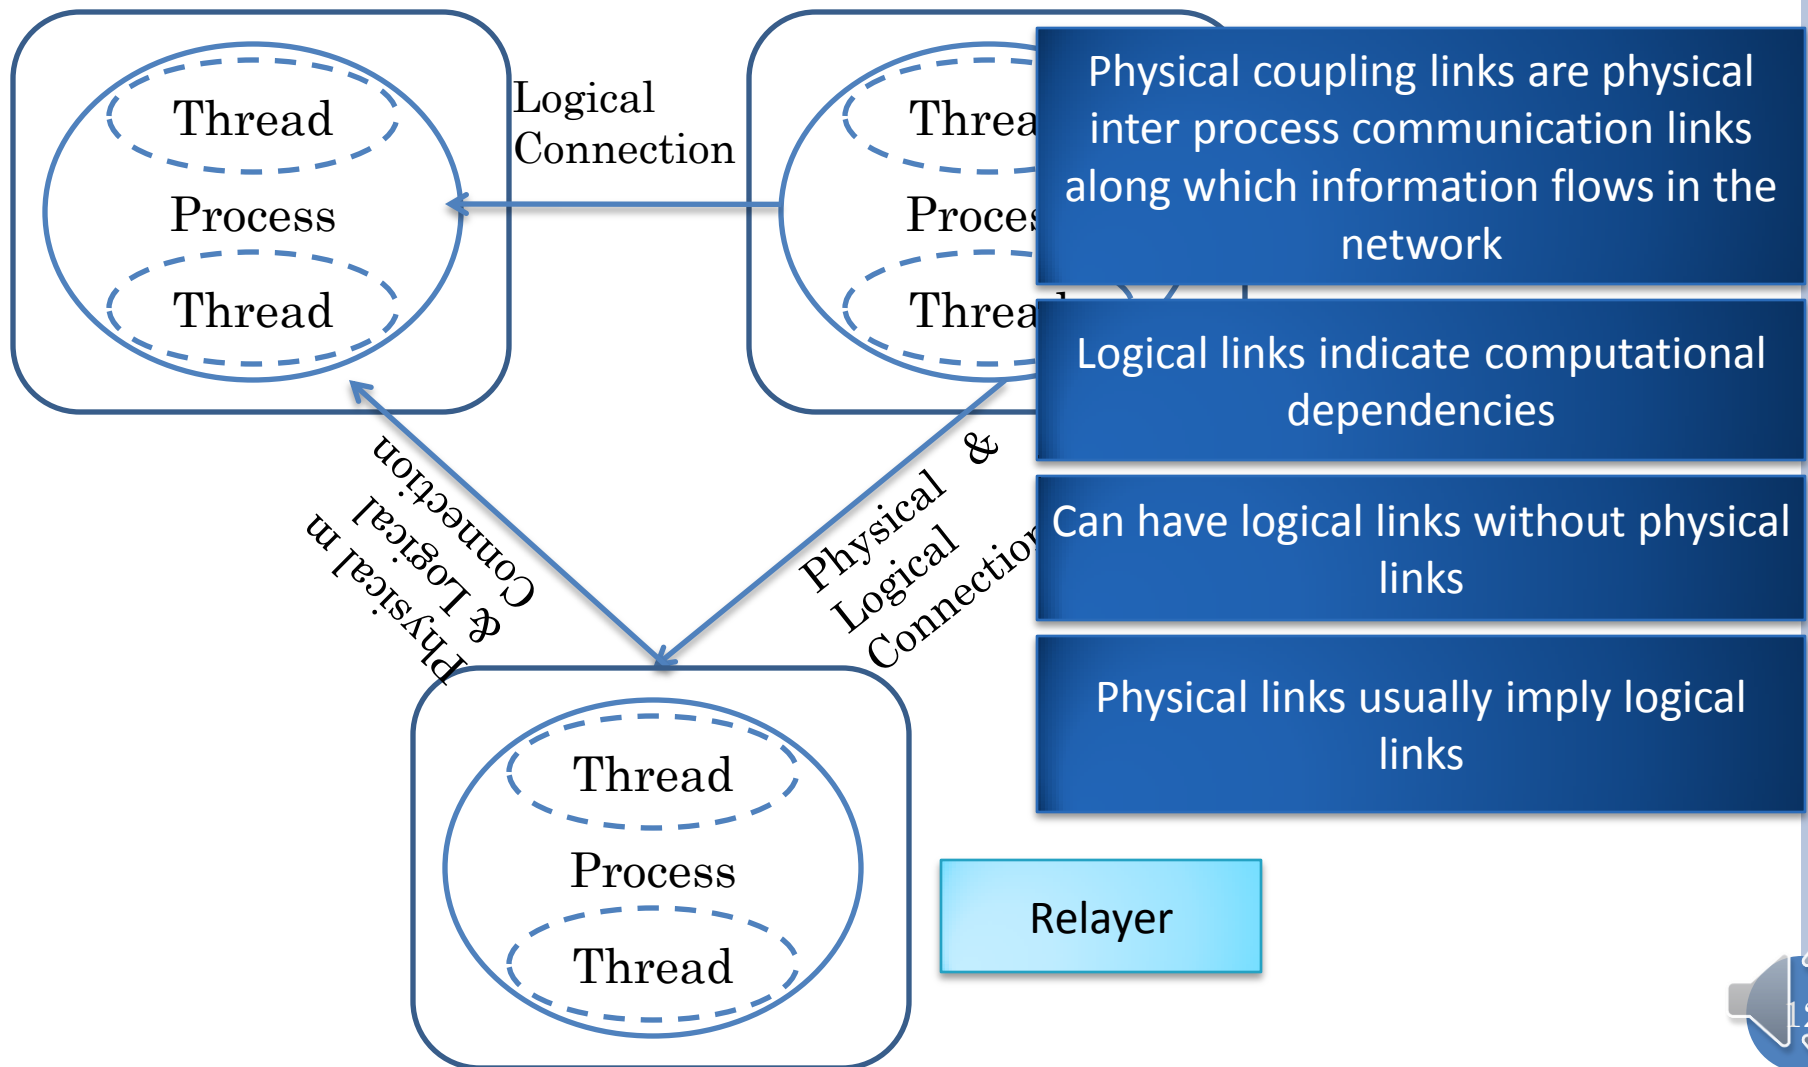 Thread
Process
Thread
Logical
Connection
Physical coupling links are physical
inter process communication links
along which information flows in the
network
Logical links indicate computational
dependencies
Can have logical links without physical
links
Physical links usually imply logical
links
Physical m
& Logical
Connection
Physical &
Logical
Thread
Process
Thread
Relayer